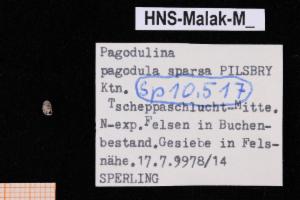 HNS-Malak-M_
Pagodulina
pagodula sparsa PILSBRY
Ktn. Sp10.517
Tscheppaschlucht-Mitte.
N-exp.Felsen in Buchen-
bestand.Gesiebe in Fels-
nähe.17.7.9978/14
SPERLING